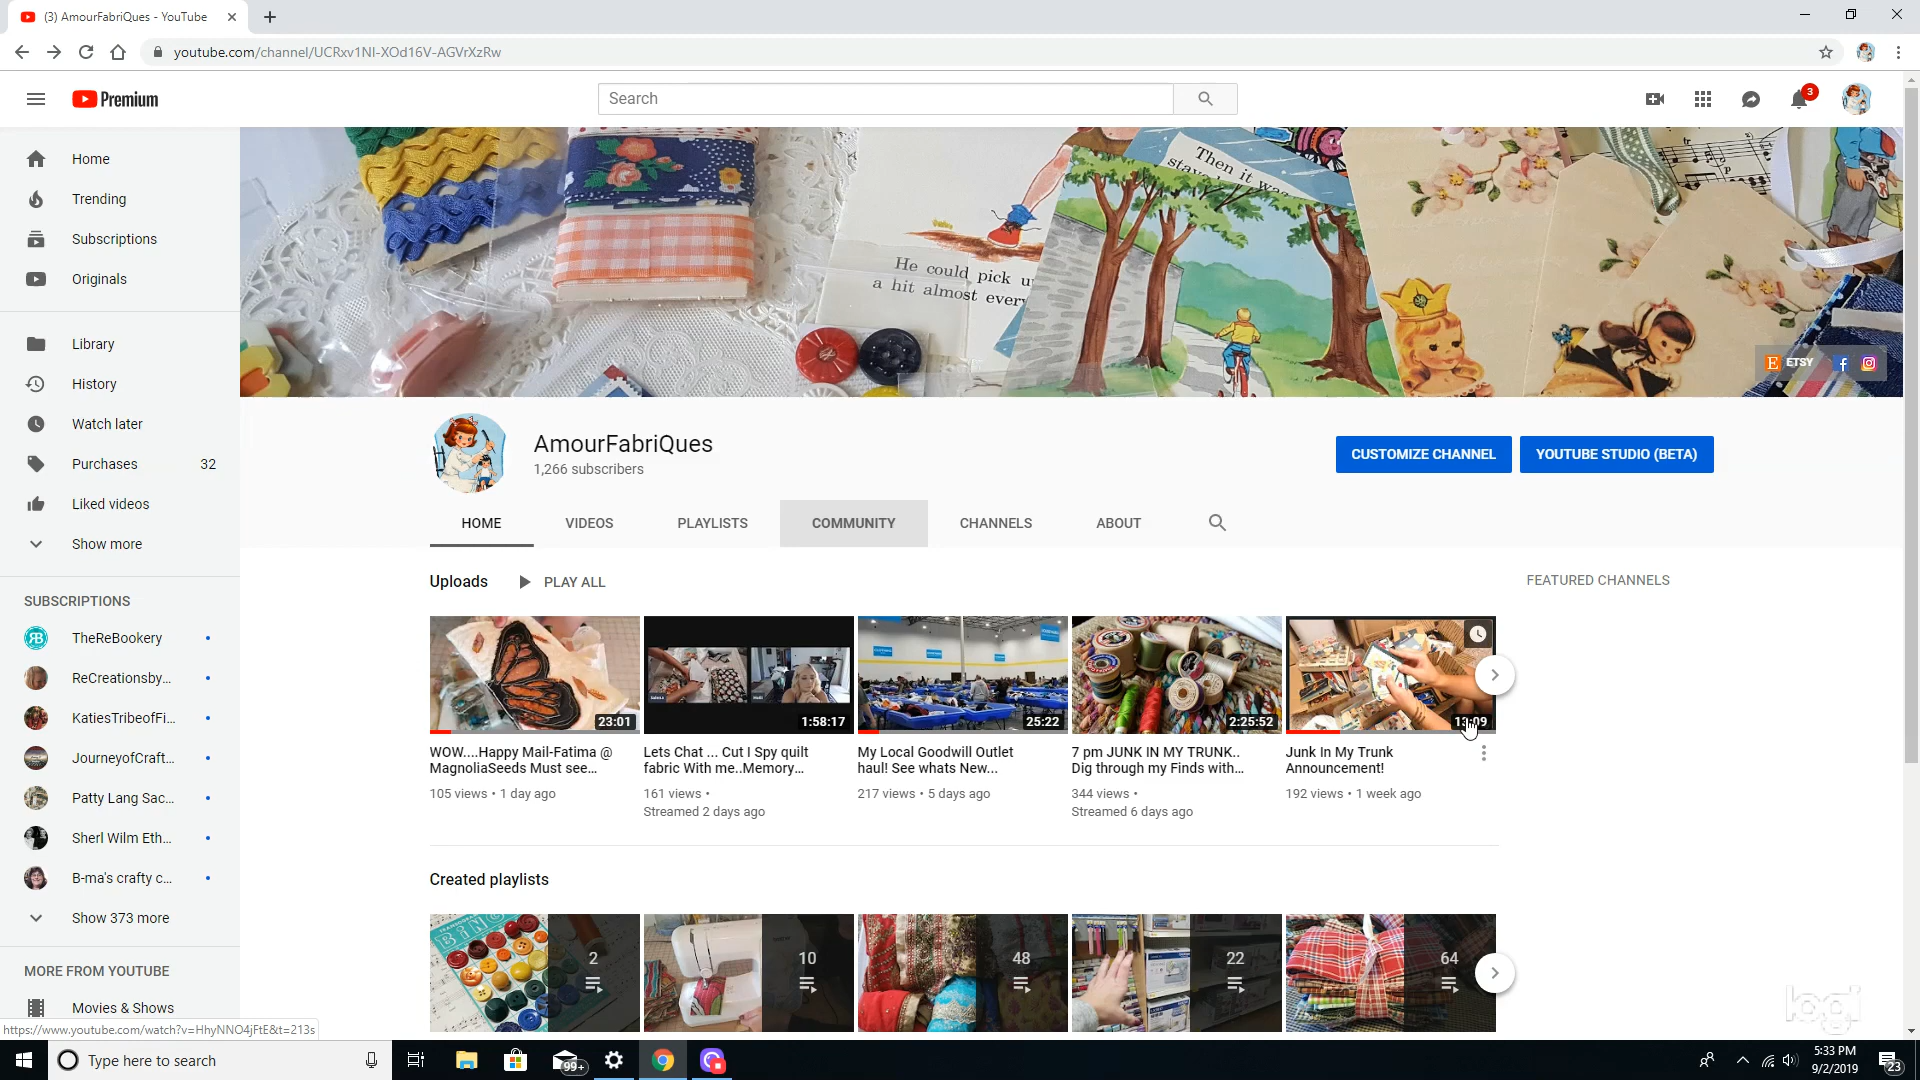 (3) AmourFabriQues - YouTube
youtube.com/channel/UCRxv1NI-XOd16V-AGVrXzRw
Premium
Search
3
Home
Trending
Subscriptions
Originals
Library
History
Watch later
Purchases 32
Liked videos
Show more
SUBSCRIPTIONS
TheReBookery
ReCreationsby...
KatiesTribeofFi...
JourneyofCraft...
Patty Lang Sac...
Sherl Wilm Eth...
B-ma's crafty c...
Show 373 more
MORE FROM YOUTUBE
Movies & Shows
https://www.youtube.com/watch?v=HhyNNO4jFtE&t=213s
Then it was
He could pick u
a hit almost ever
ETSY
AmourFabriQues
1,266 subscribers
CUSTOMIZE CHANNEL
YOUTUBE STUDIO (BETA)
HOME VIDEOS PLAYLISTS COMMUNITY CHANNELS ABOUT
Uploads PLAY ALL
FEATURED CHANNELS
23:01
WOW....Happy Mail-Fatima @
MagnoliaSeeds Must see...
105 views • 1 day ago
1:58:17
Lets Chat ... Cut I Spy quilt
fabric With me..Memory...
161 views •
Streamed 2 days ago
25:22
My Local Goodwill Outlet
haul! See whats New...
217 views • 5 days ago
2:25:52
7 pm JUNK IN MY TRUNK..
Dig through my Finds with...
344 views •
Streamed 6 days ago
Junk In My Trunk
Announcement!
192 views • 1 week ago
Created playlists
2
10
48
22
64
logi
Type here to search
99+
5:33 PM
9/2/2019
23